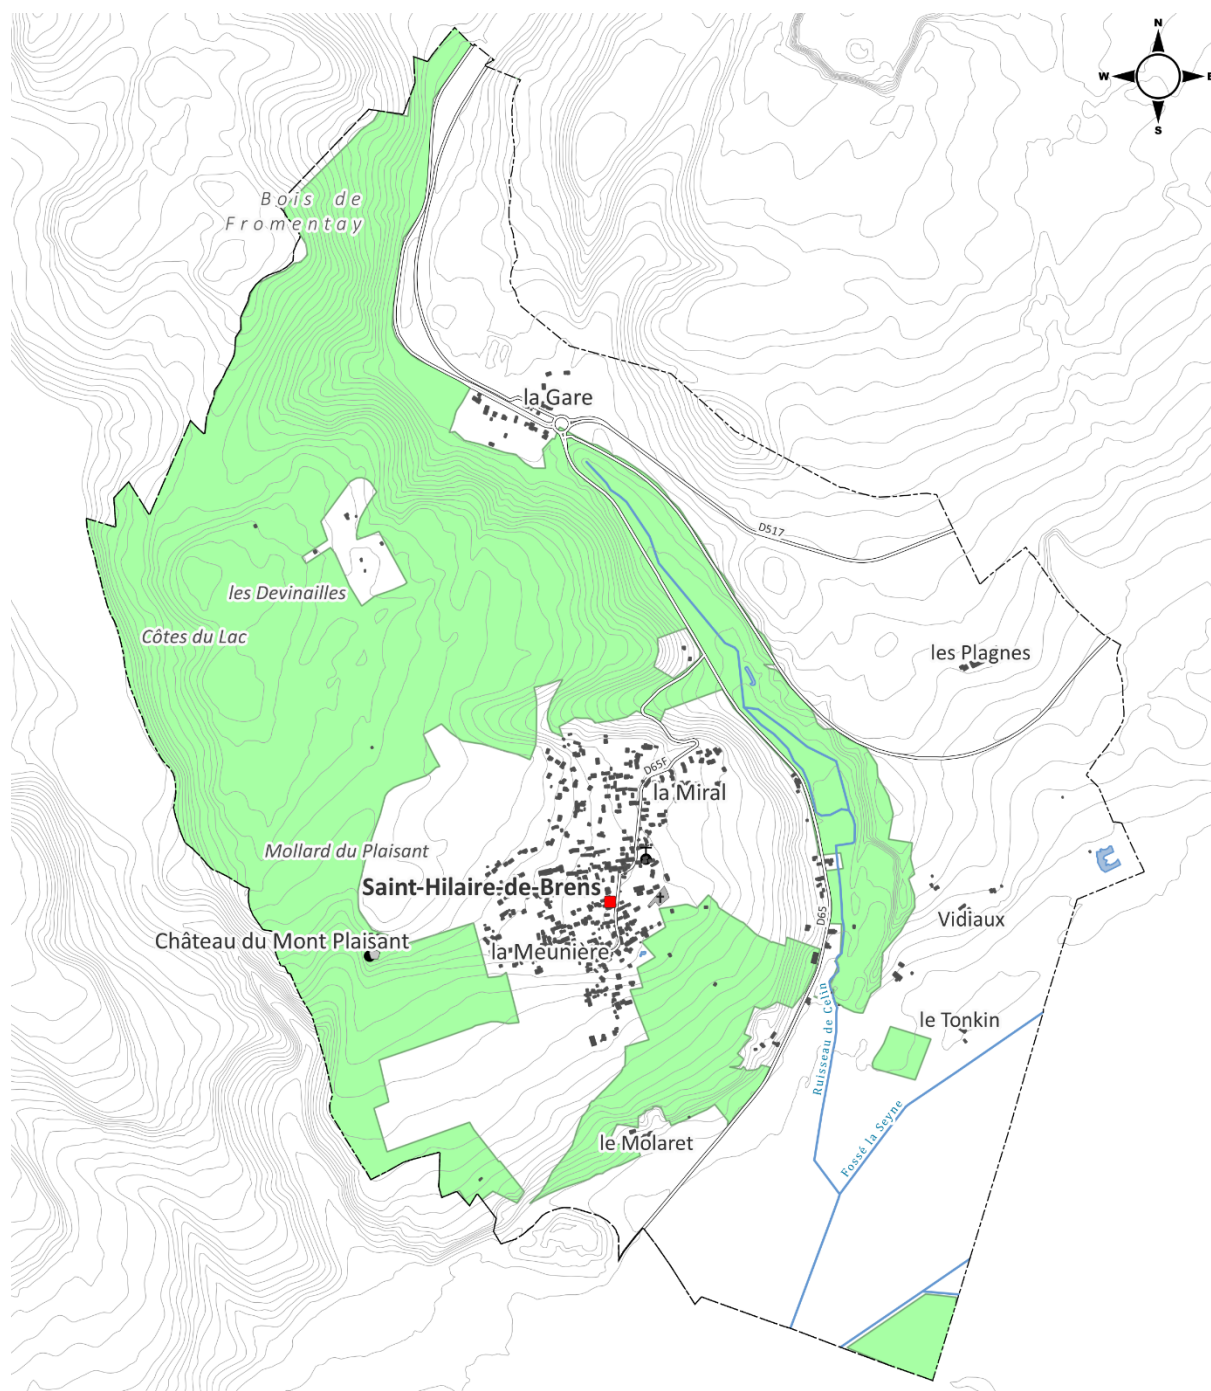 N
W
E
S
Bois de
Fromentay
la Gare
D517
les Devinailles
Côtes du Lac
les Plagnes
D65F
la Miral
Mollard du Plaisant
Saint-Hilaire-de-Brens
D65
Vidiaux
Château du Mont Plaisant
la Meunière
Ruisseau de Celin
le Tonkin
Fossé la Seyne
le Molaret